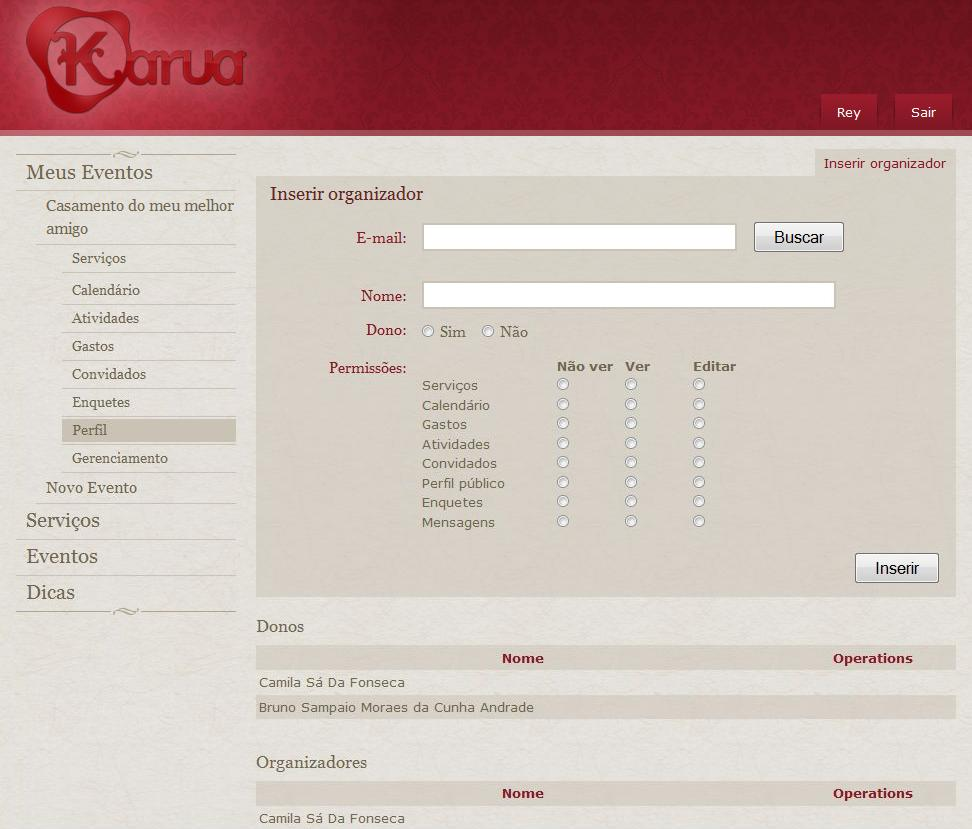 Karua
Rey Sair
Meus Eventos
Casamento do meu melhor
amigo
Serviços
Calendário
Atividades
Gastos
Convidados
Enquetes
Perfil
Gerenciamento
Novo Evento
Serviços
Eventos
Dicas
Inserir organizador
Inserir organizador
E-mail: Buscar
Nome:
Dono: Sim Não
Permissões: Não ver Ver Editar
Serviços
Calendário
Gastos
Atividades
Convidados
Perfil público
Enquetes
Mensagens
Inserir
Donos
Nome Operations
Camila Sá Da Fonseca
Bruno Sampaio Moraes da Cunha Andrade
Organizadores
Nome Operations
Camila Sá Da Fonseca